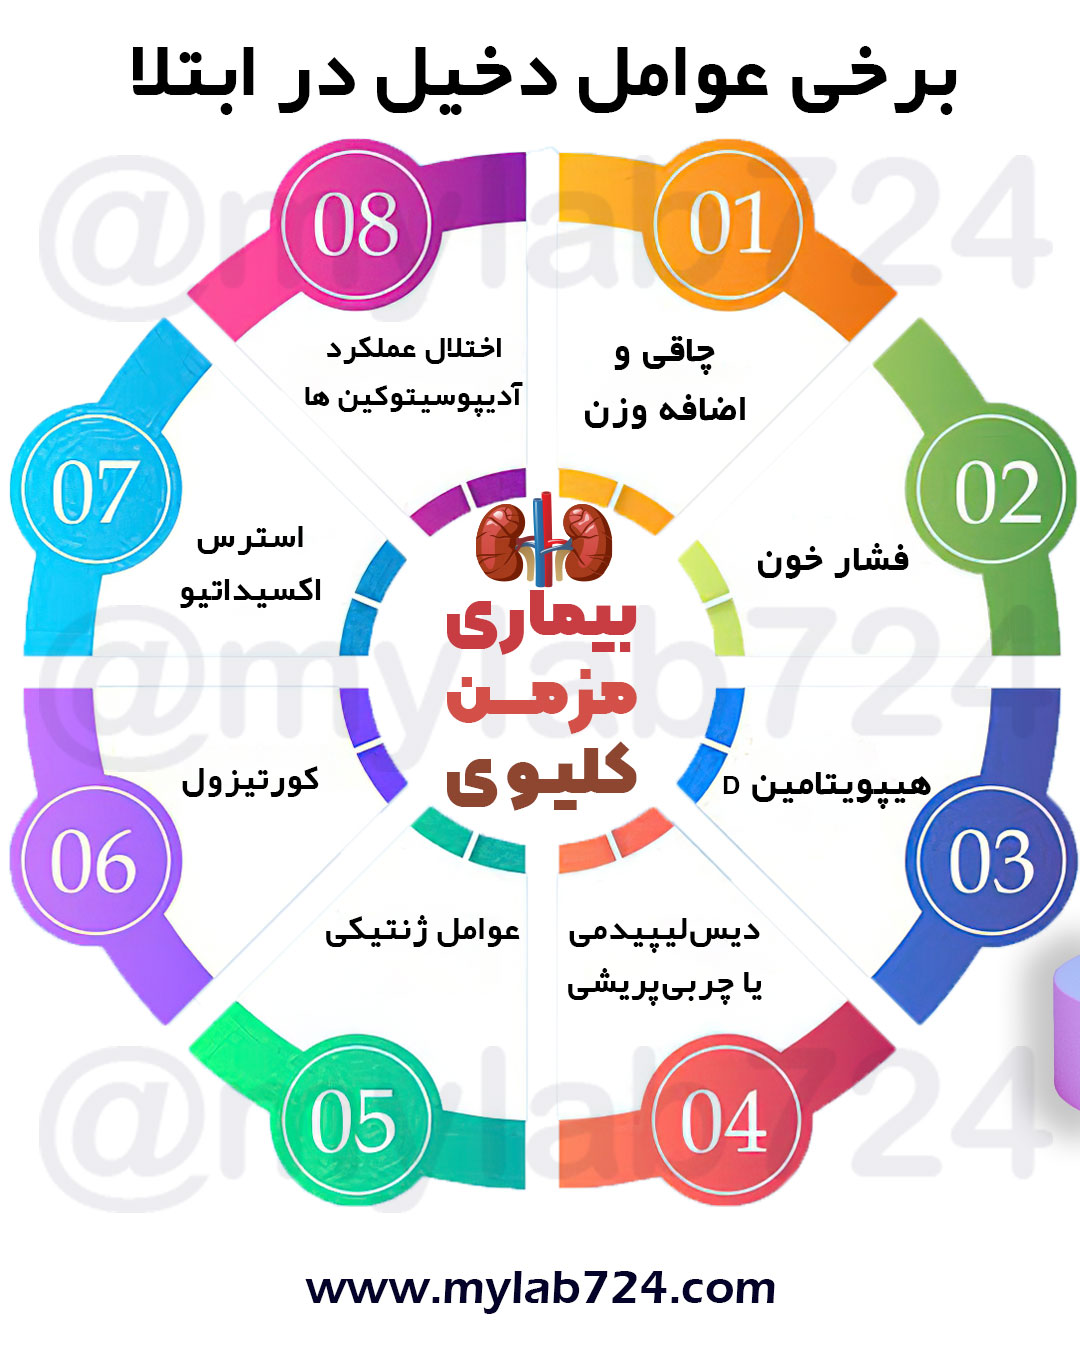 برخی عوامل دخیل در ابتلا
01
چاقی و
اضافه وزن
02
فشار خون
03
هیپویتامین D
04
دیس‌لیپیدمی
یا چربی‌پریشی
05
عوامل ژنتیکی
06
کورتیزول
07
استرس
اکسیداتیو
08
اختلال عملکرد
آدیپوسیتوکین ها
بیماری
مزمن
کلیوی
@mylab724
@mylab724
@mylab724
www.mylab724.com